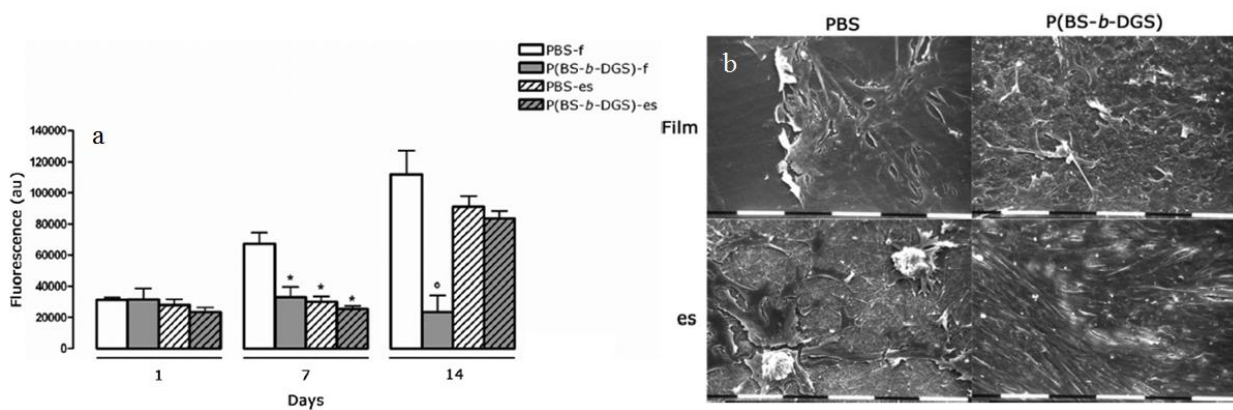 PBS-f
P(BS-b-DGS)-f
PBS-es
P(BS-b-DGS)-es
a
Fluorescence (au)
140000
120000
100000
80000
60000
40000
20000
0
* * *
°
1 7 14
Days
PBS P(BS-b-DGS)
b
Film
es